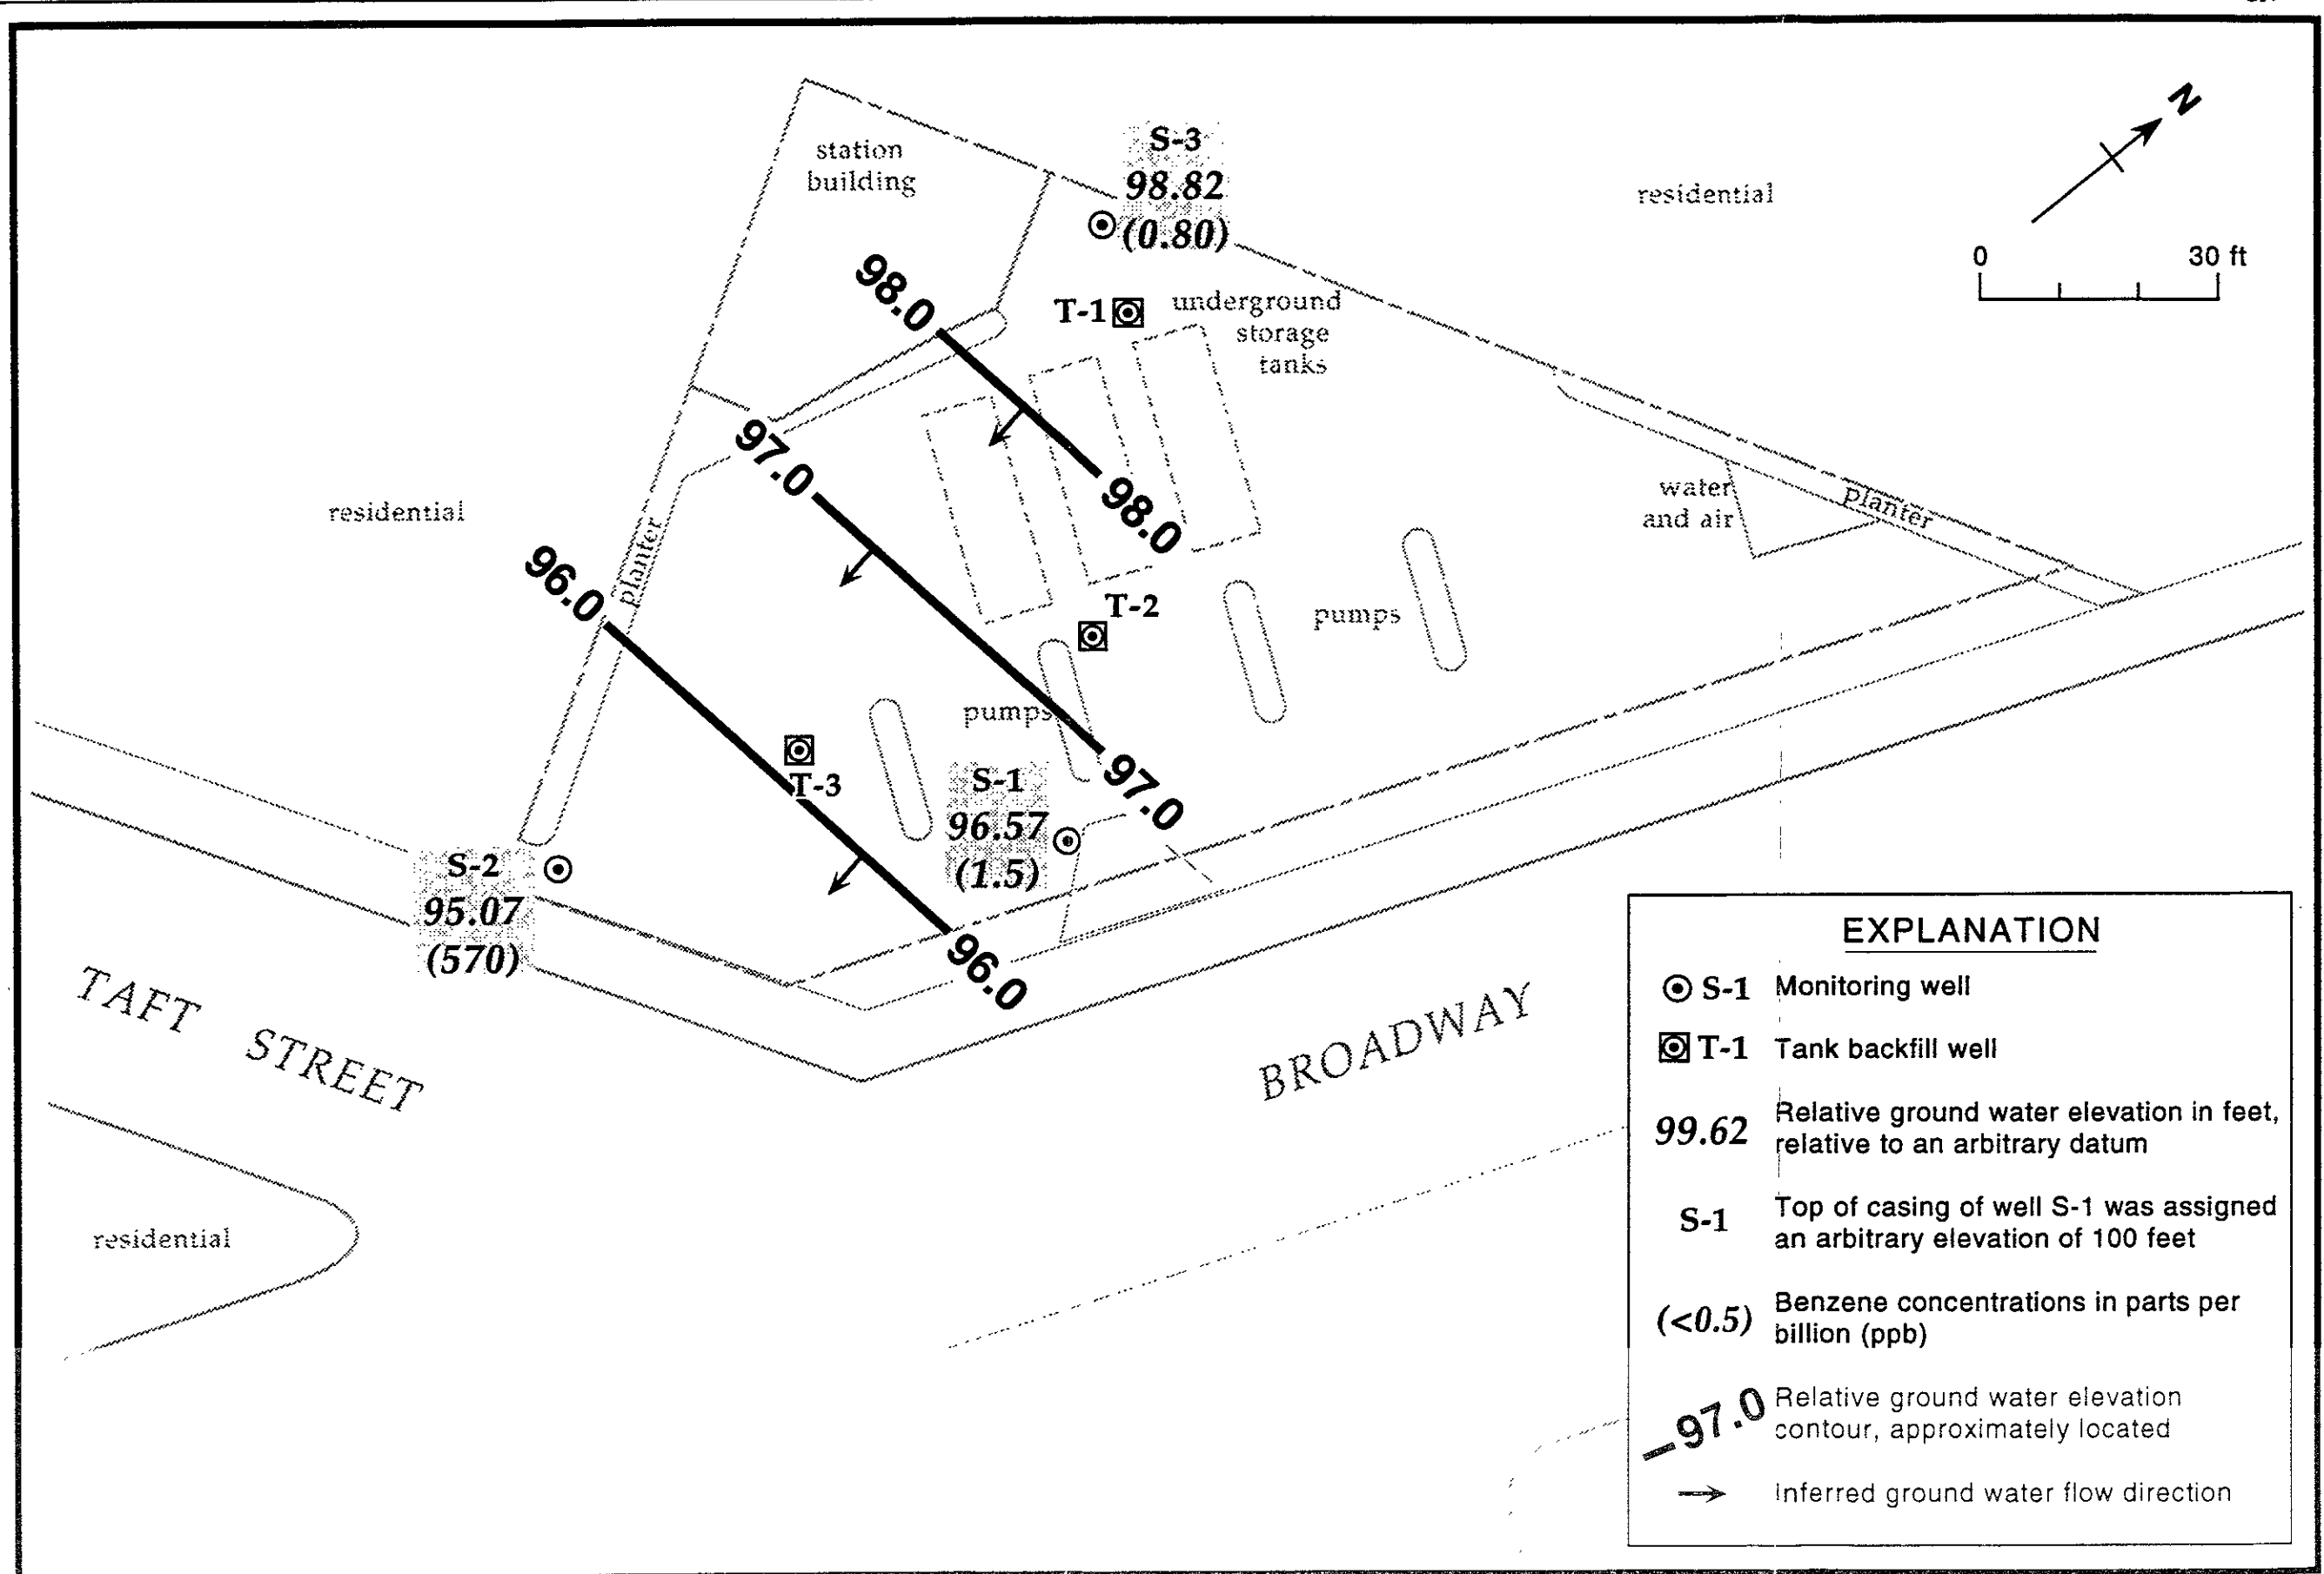 N
S-3
98.82
(0.80)
station
building
residential
0 30 ft
98.0
T-1
underground
storage
tanks
97.0
98.0
residential
planter
water
and air
planter
96.0
T-2
pumps
pumps
T-3
97.0
S-1
96.57
(1.5)
S-2
95.07
(570)
96.0
TAFT STREET
BROADWAY
residential
EXPLANATION
S-1 Monitoring well
T-1 Tank backfill well
99.62 Relative ground water elevation in feet,
relative to an arbitrary datum
S-1 Top of casing of well S-1 was assigned
an arbitrary elevation of 100 feet
(<0.5) Benzene concentrations in parts per
billion (ppb)
97.0 Relative ground water elevation
contour, approximately located
Inferred ground water flow direction